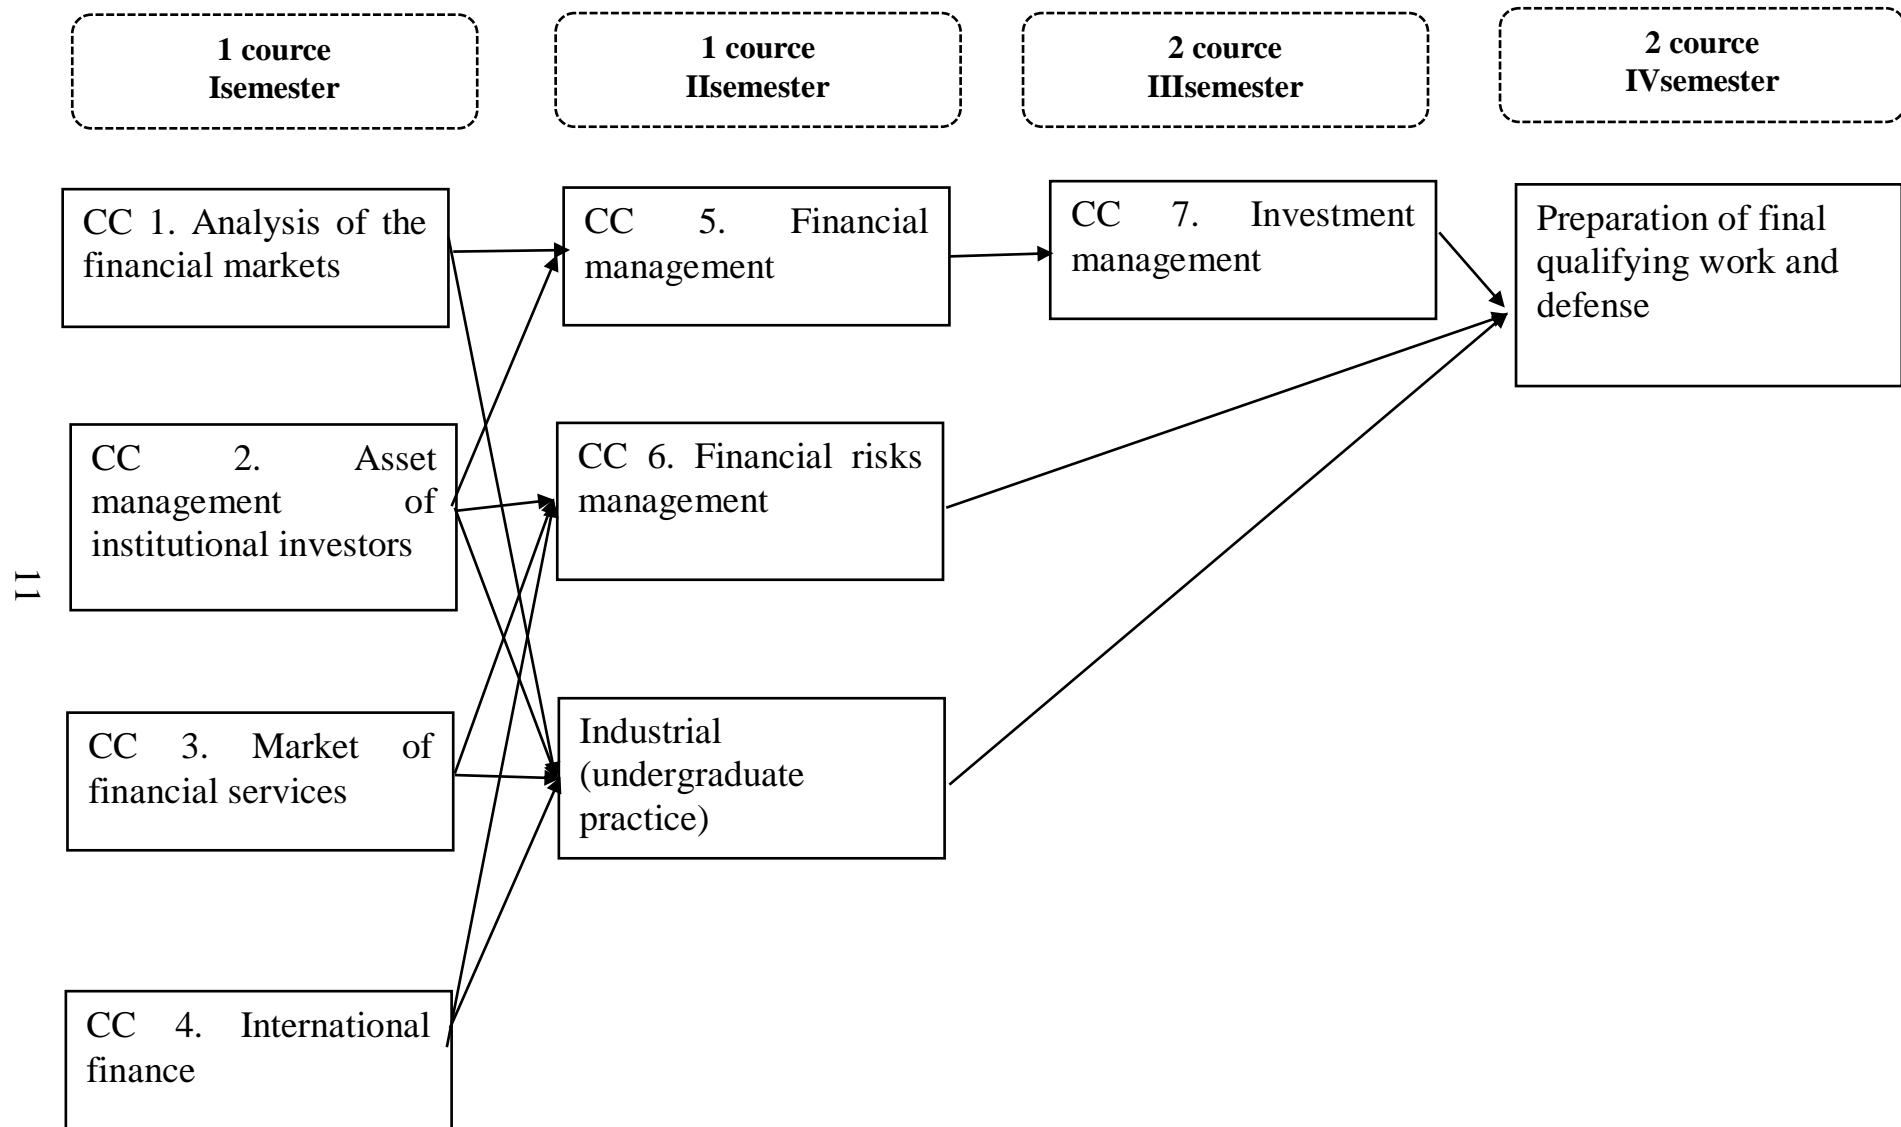 1 cource
Isemester
1 cource
IIsemester
2 cource
IIIsemester
2 cource
IVsemester
CC 1. Analysis of the
financial markets
CC 5. Financial
management
CC 7. Investment
management
Preparation of final
qualifying work and
defense
CC 2. Asset
management of
institutional investors
CC 6. Financial risks
management
11
CC 3. Market of
financial services
Industrial
(undergraduate
practice)
CC 4. International
finance